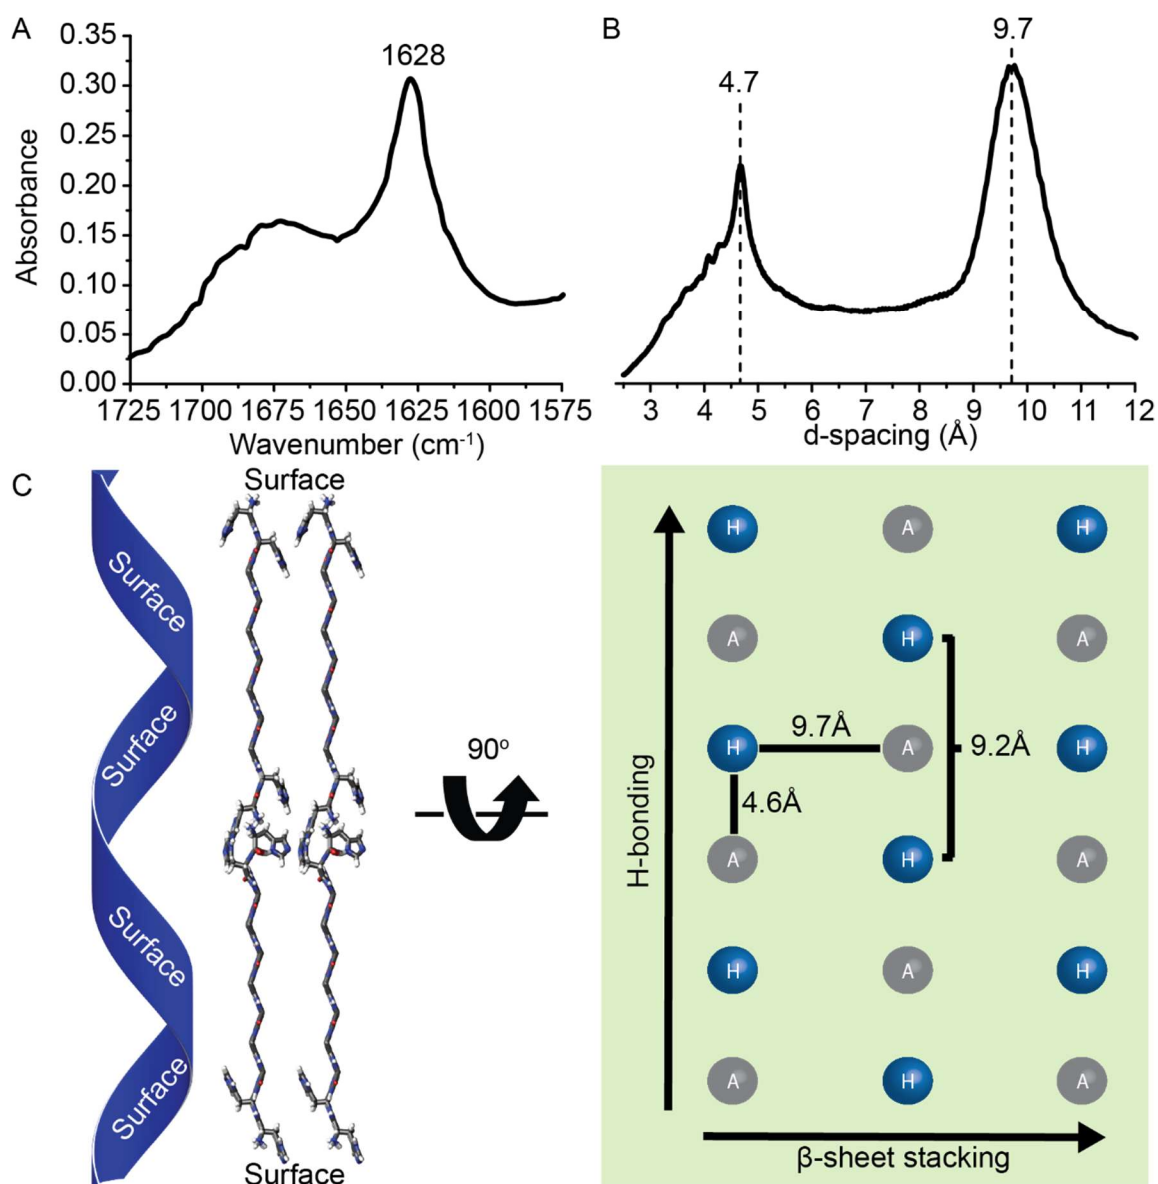 A
0.35
0.30
0.25
0.20
0.15
0.10
0.05
0.00
Absorbance
1628
1725 1700 1675 1650 1625 1600 1575
Wavenumber (cm⁻¹)
B
4.7
9.7
3 4 5 6 7 8 9 10 11 12
d-spacing (Å)
C
Surface
Surface
Surface
Surface
Surface
Surface
90º
H-bonding
H A H
A H A
H 9.7Å A H
4.6Å 9.2Å
A H A
H A H
A H A
β-sheet stacking